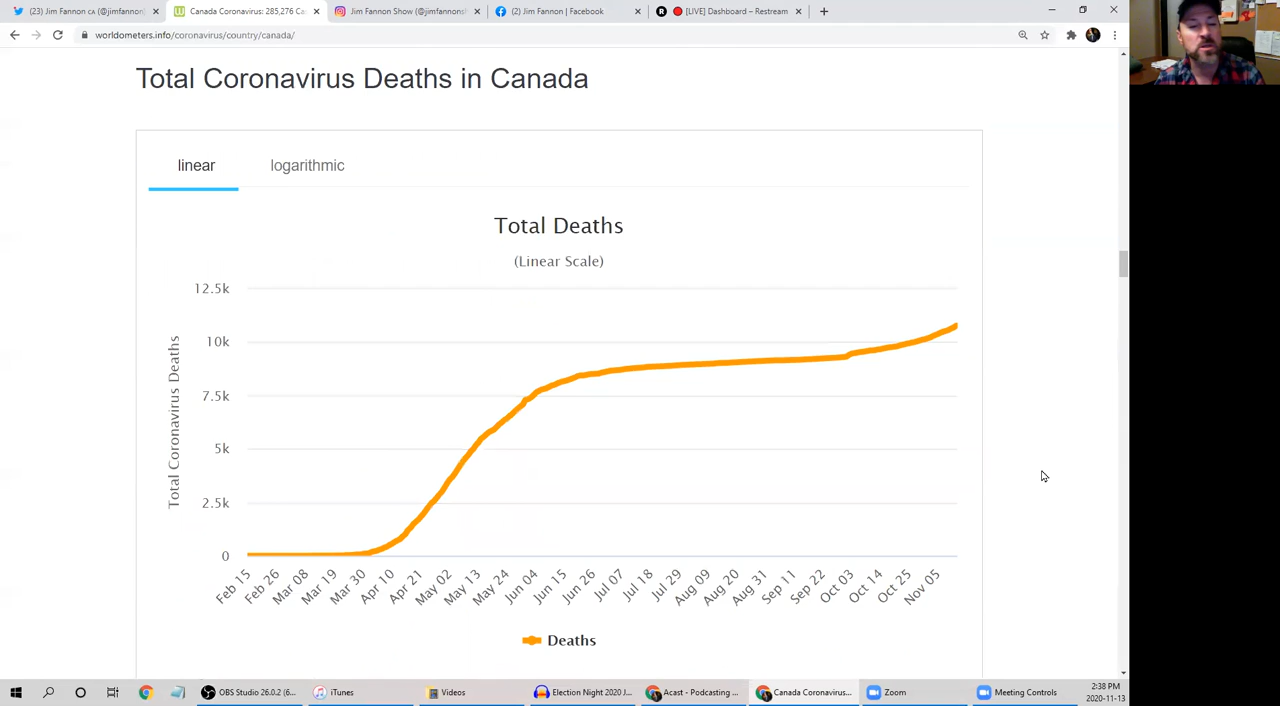 (23) Jim Fannon CA (@jimfannon)
Canada Coronavirus: 285,276 Ca
Jim Fannon Show (@jimfannonsh
(2) Jim Fannon | Facebook
[LIVE] Dashboard – Restream
worldometers.info/coronavirus/country/canada/
Total Coronavirus Deaths in Canada
linear
logarithmic
Total Deaths
(Linear Scale)
12.5k
10k
7.5k
5k
2.5k
0
Total Coronavirus Deaths
Feb 15
Feb 26
Mar 08
Mar 19
Mar 30
Apr 10
Apr 21
May 02
May 13
May 24
Jun 04
Jun 15
Jun 26
Jul 07
Jul 18
Jul 29
Aug 09
Aug 20
Aug 31
Sep 11
Sep 22
Oct 03
Oct 14
Oct 25
Nov 05
Deaths
OBS Studio 26.0.2 (6...
iTunes
Videos
Election Night 2020 J...
Acast - Podcasting ...
Canada Coronavirus...
Zoom
Meeting Controls
2:38 PM
2020-11-13